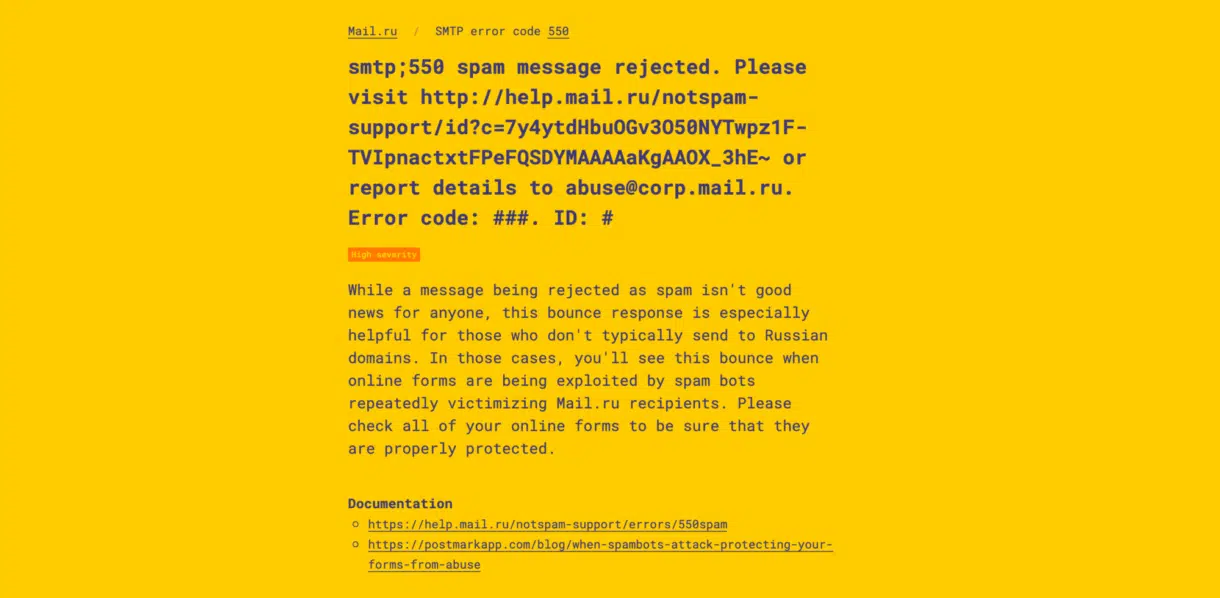 Mail.ru / SMTP error code 550
smtp;550 spam message rejected. Please
visit http://help.mail.ru/notspam-
support/id?c=7y4ytdHbuOGv3O50NYTwpz1F-
TVIpnactxtFPeFQSDYMAAAAaKgAAOX_3hE~ or
report details to abuse@corp.mail.ru.
Error code: ###. ID: #
High severity
While a message being rejected as spam isn't good
news for anyone, this bounce response is especially
helpful for those who don't typically send to Russian
domains. In those cases, you'll see this bounce when
online forms are being exploited by spam bots
repeatedly victimizing Mail.ru recipients. Please
check all of your online forms to be sure that they
are properly protected.
Documentation
https://help.mail.ru/notspam-support/errors/550spam
https://postmarkapp.com/blog/when-spambots-attack-protecting-your-
forms-from-abuse